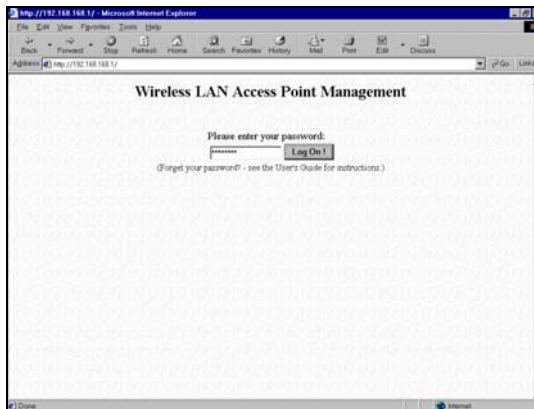 http://192.168.168.1/ - Microsoft Internet Explorer
File Edit View Favorites Tools Help
Back Forward Stop Refresh Home Search Favorites History Mail Print Edit Discuss
Address http://192.168.168.1/ Go Links
Wireless LAN Access Point Management
Please enter your password:
******** Log On !
(Forget your password? - see the User's Guide for instructions.)
Done Internet